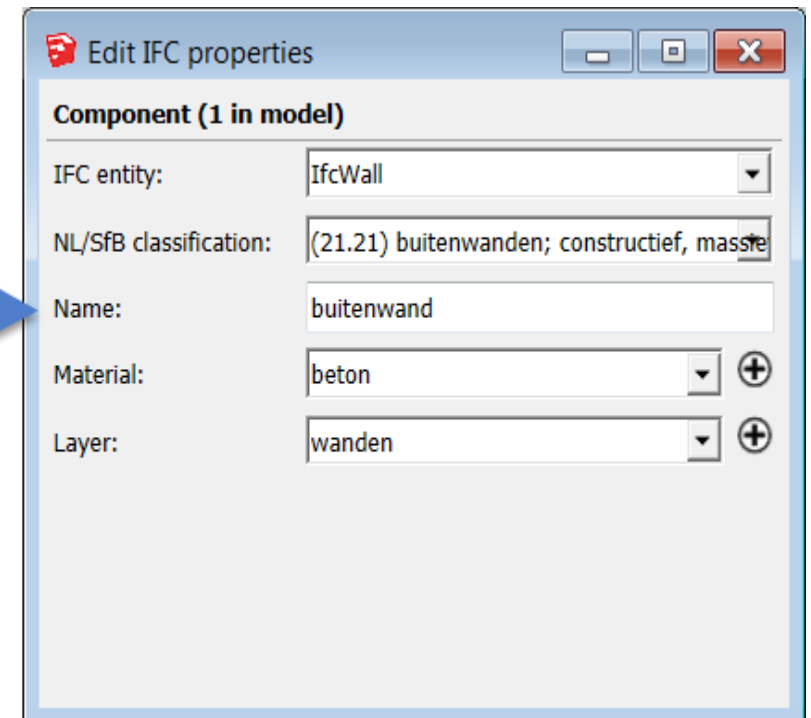 Edit IFC properties
Component (1 in model)
IFC entity: IfcWall
NL/SfB classification: (21.21) buitenwanden; constructief,
Name: buitenwand
Material: beton
Layer: wanden